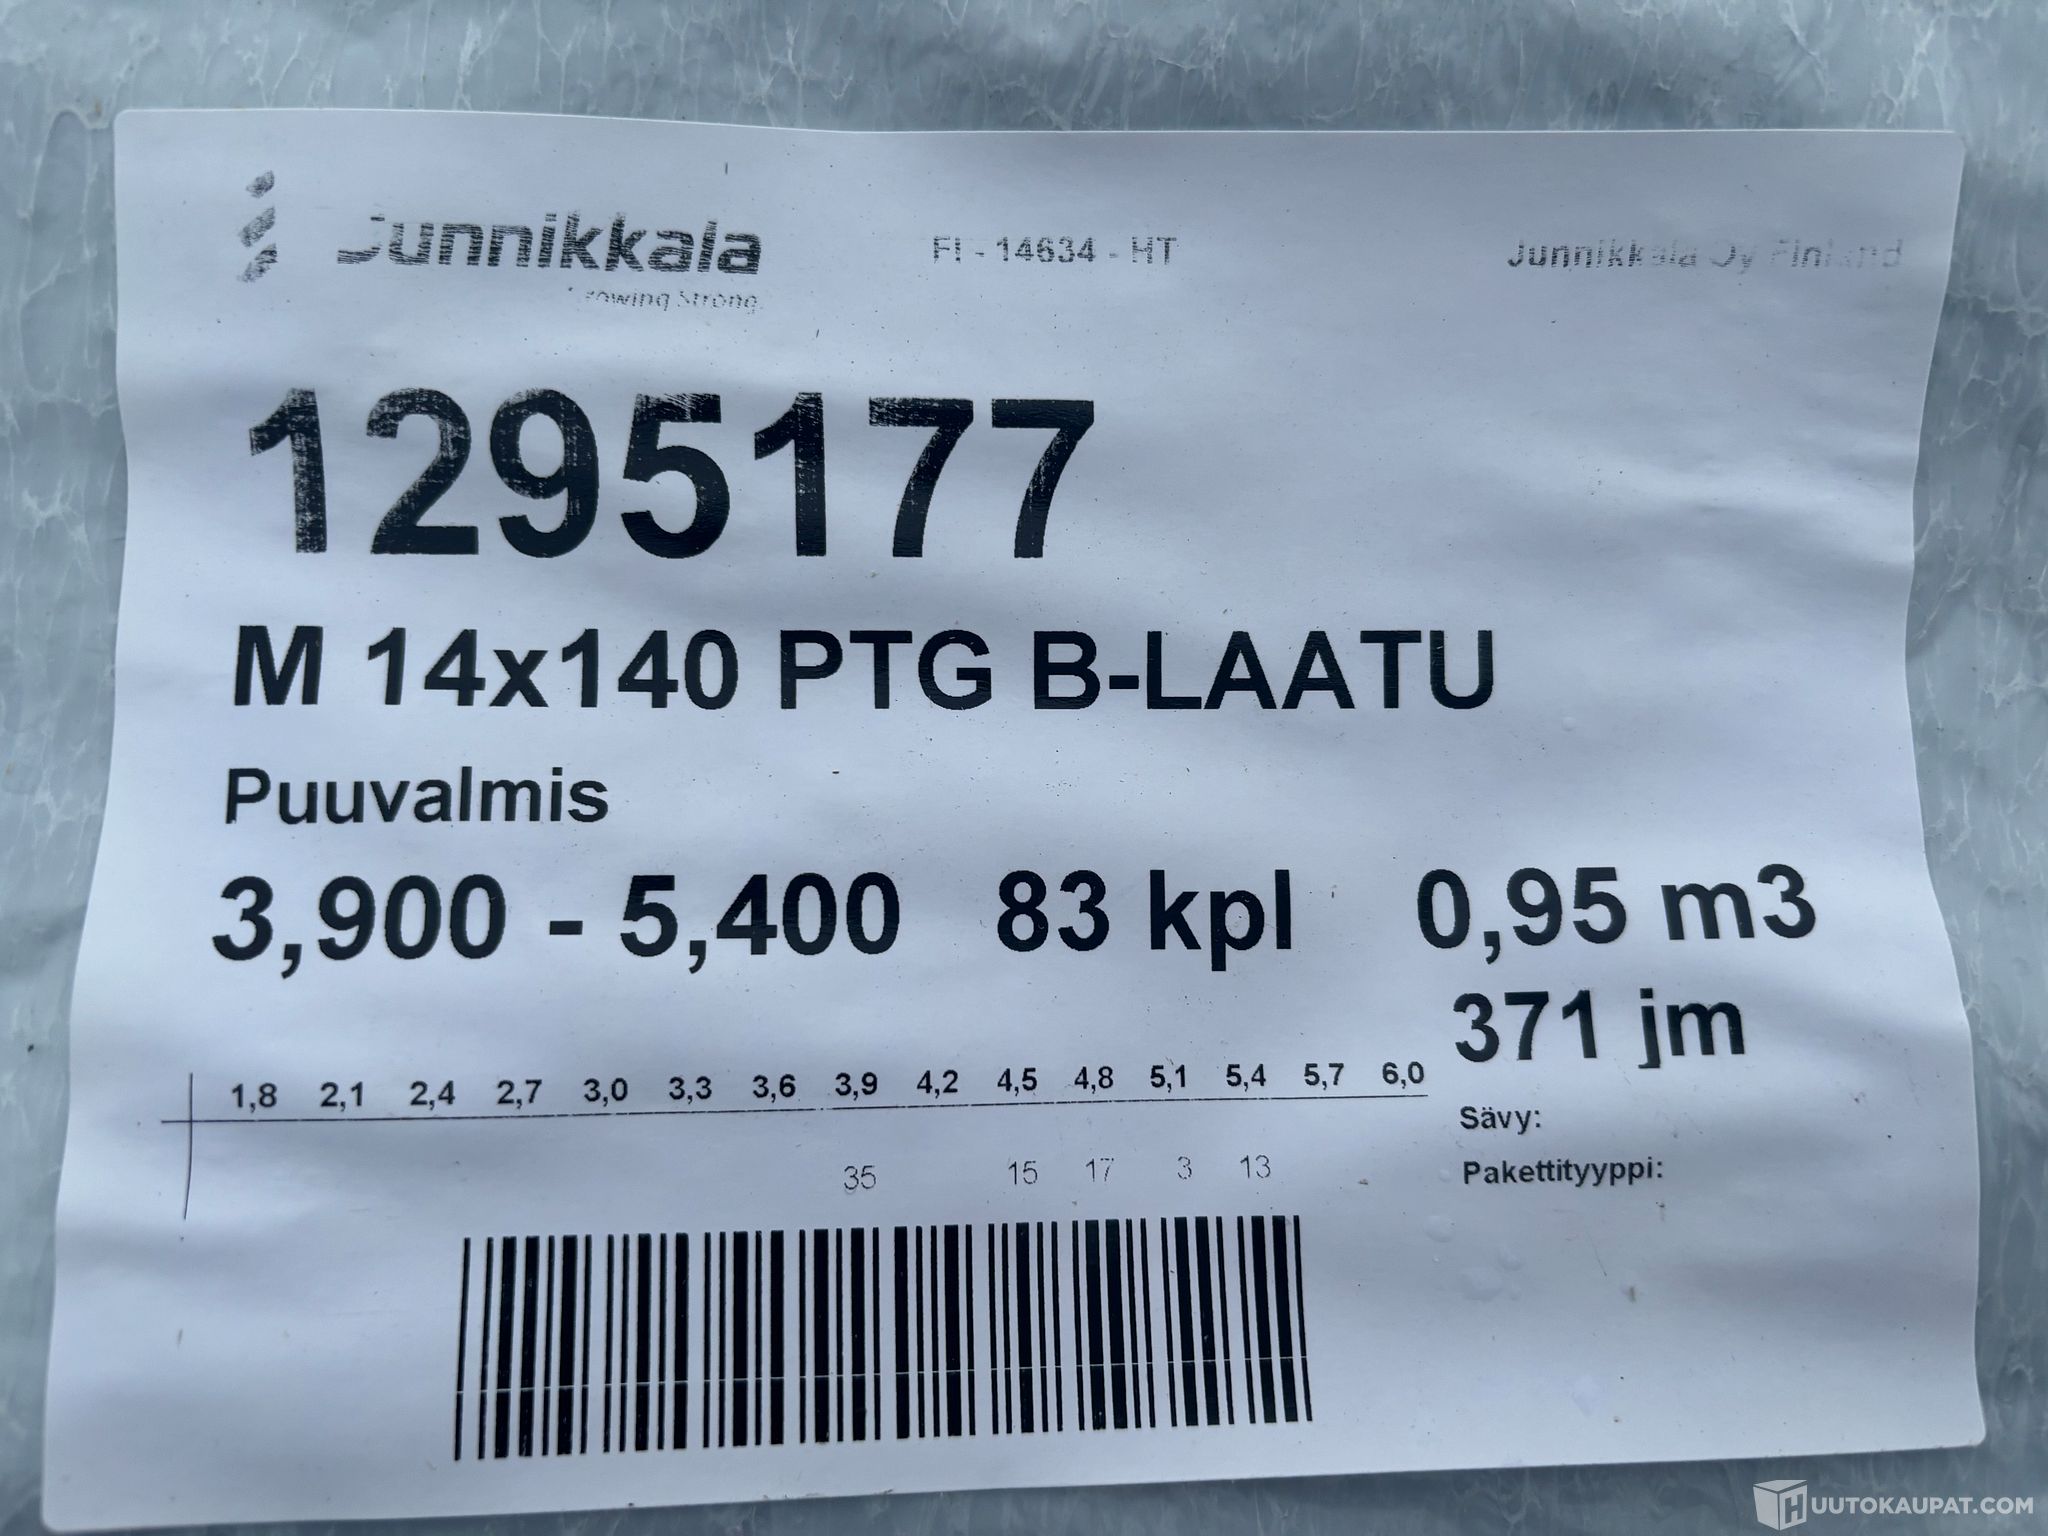 Junnikkala FI - 14634 - HT Junnikkala Oy Finland
Growing Strong.
1295177
M 14x140 PTG B-LAATU
Puuvalmis
3,900 - 5,400 83 kpl 0,95 m3
371 jm
1,8 2,1 2,4 2,7 3,0 3,3 3,6 3,9 4,2 4,5 4,8 5,1 5,4 5,7 6,0
Sävy:
35 15 17 3 13
Pakettityyppi:
HUUTOKAUPAT.COM